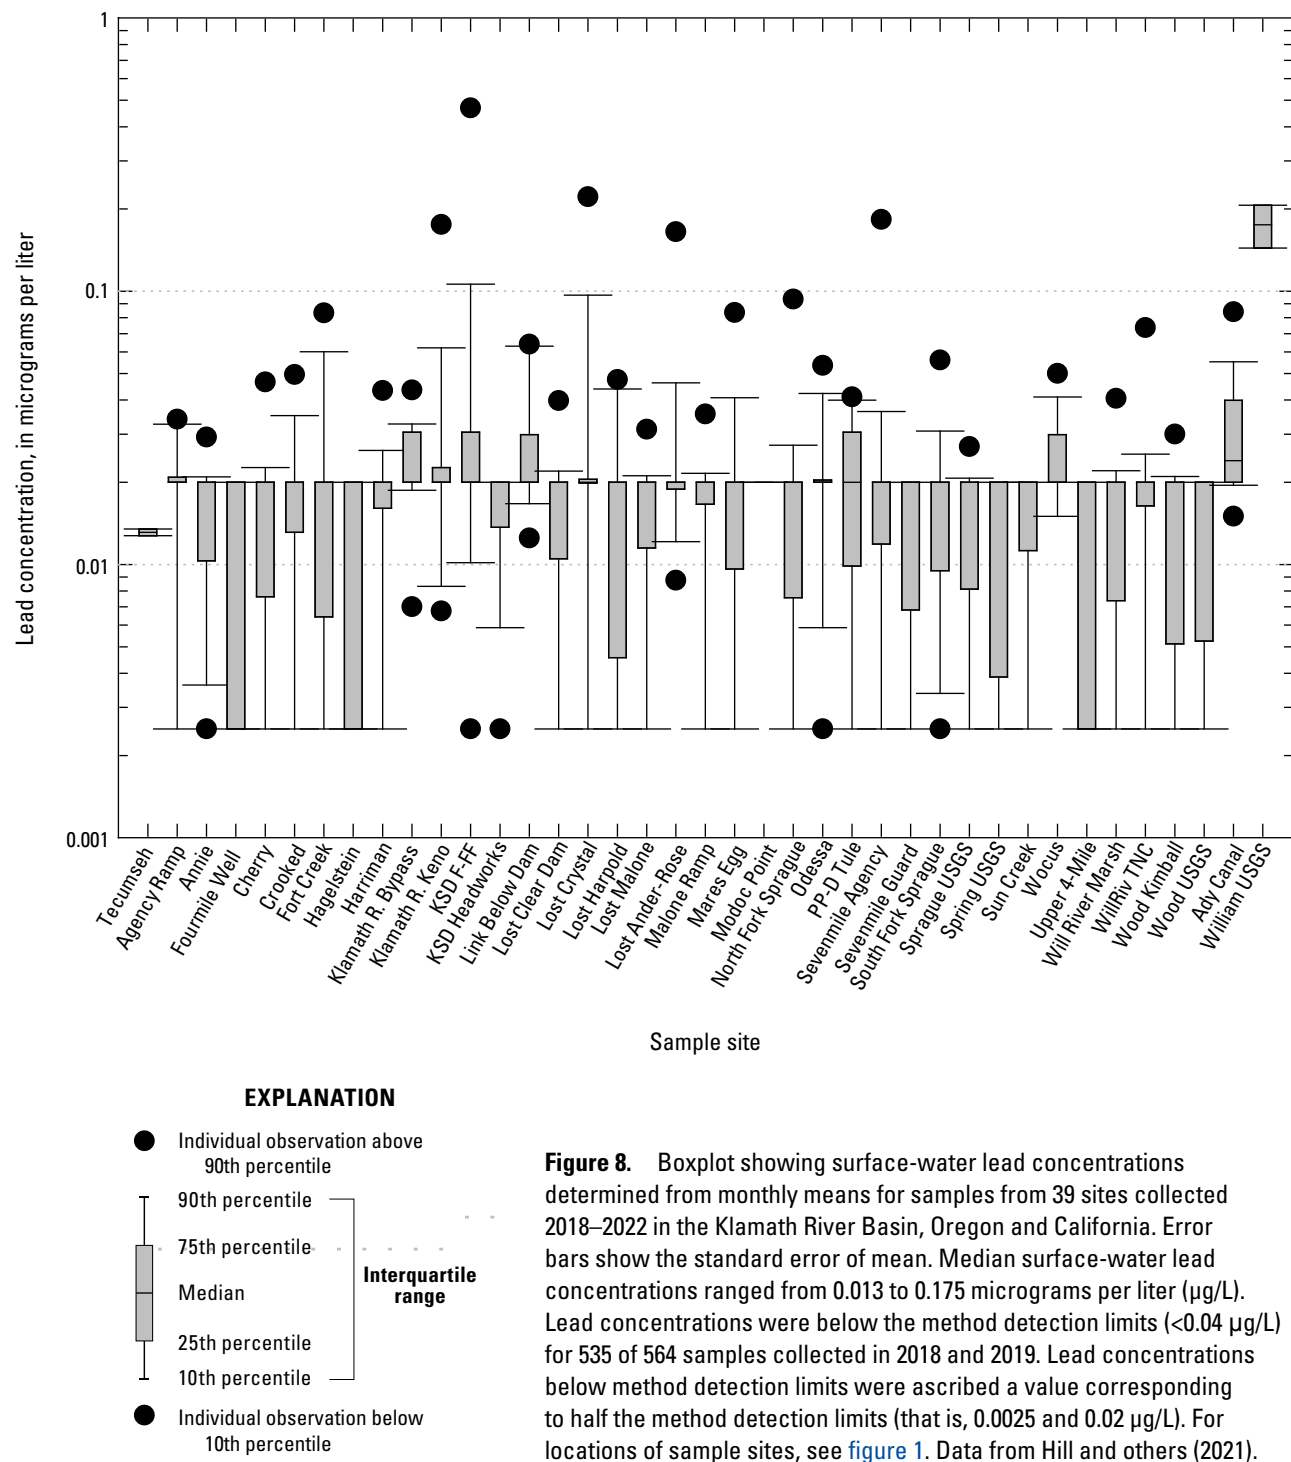 1
0.1
0.01
0.001
Lead concentration, in micrograms per liter
Tecumseh
Agency Ramp
Annie
Fourmile Well
Cherry
Crooked
Fort Creek
Hagelstein
Harriman
Klamath R. Bypass
Klamath R. Keno
KSD F-FF
KSD Headworks
Link Below Dam
Lost Clear Dam
Lost Crystal
Lost Harpold
Lost Malone
Lost Ander-Rose
Malone Ramp
Mares Egg
Modoc Point
North Fork Sprague
Odessa
PP-D Tule
Sevenmile Agency
Sevenmile Guard
South Fork Sprague
Sprague USGS
Spring USGS
Sun Creek
Wocus
Upper 4-Mile
Will River Marsh
WillRiv TNC
Wood Kimball
Wood USGS
Ady Canal
William USGS
Sample site
EXPLANATION
Individual observation above
90th percentile
90th percentile
75th percentile
Median
25th percentile
10th percentile
Interquartile
range
Individual observation below
10th percentile
Figure 8. Boxplot showing surface-water lead concentrations
determined from monthly means for samples from 39 sites collected
2018–2022 in the Klamath River Basin, Oregon and California. Error
bars show the standard error of mean. Median surface-water lead
concentrations ranged from 0.013 to 0.175 micrograms per liter (µg/L).
Lead concentrations were below the method detection limits (<0.04 µg/L)
for 535 of 564 samples collected in 2018 and 2019. Lead concentrations
below method detection limits were ascribed a value corresponding
to half the method detection limits (that is, 0.0025 and 0.02 µg/L). For
locations of sample sites, see figure 1. Data from Hill and others (2021).